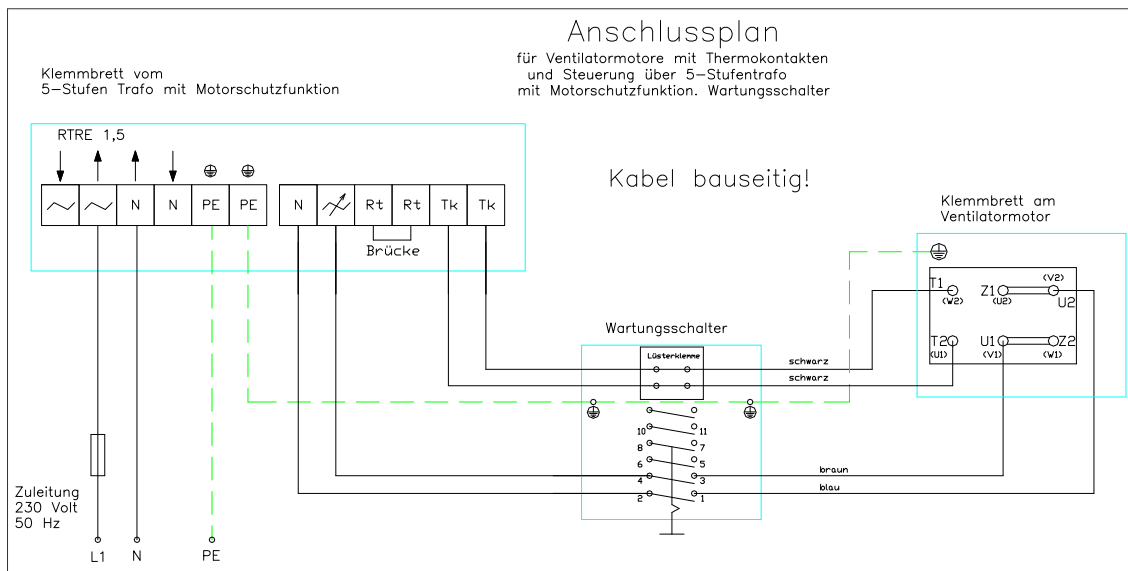 Anschlussplan
für Ventilatormotore mit Thermokontakten
und Steuerung über 5-Stufentrafo
mit Motorschutzfunktion. Wartungsschalter
Klemmbrett vom
5-Stufen Trafo mit Motorschutzfunktion
RTRE 1,5
N N PE PE N Rt Rt Tk Tk
Brücke
Kabel bauseitig!
Klemmbrett am
Ventilatormotor
(V2)
T1 Z1 U2
(W2) (U2)
T2 U1 Z2
(U1) (V1) (W1)
Wartungsschalter
Lüsterklemme
schwarz
schwarz
10 11
8 7
6 5
4 3
2 1
braun
blau
Zuleitung
230 Volt
50 Hz
L1 N PE